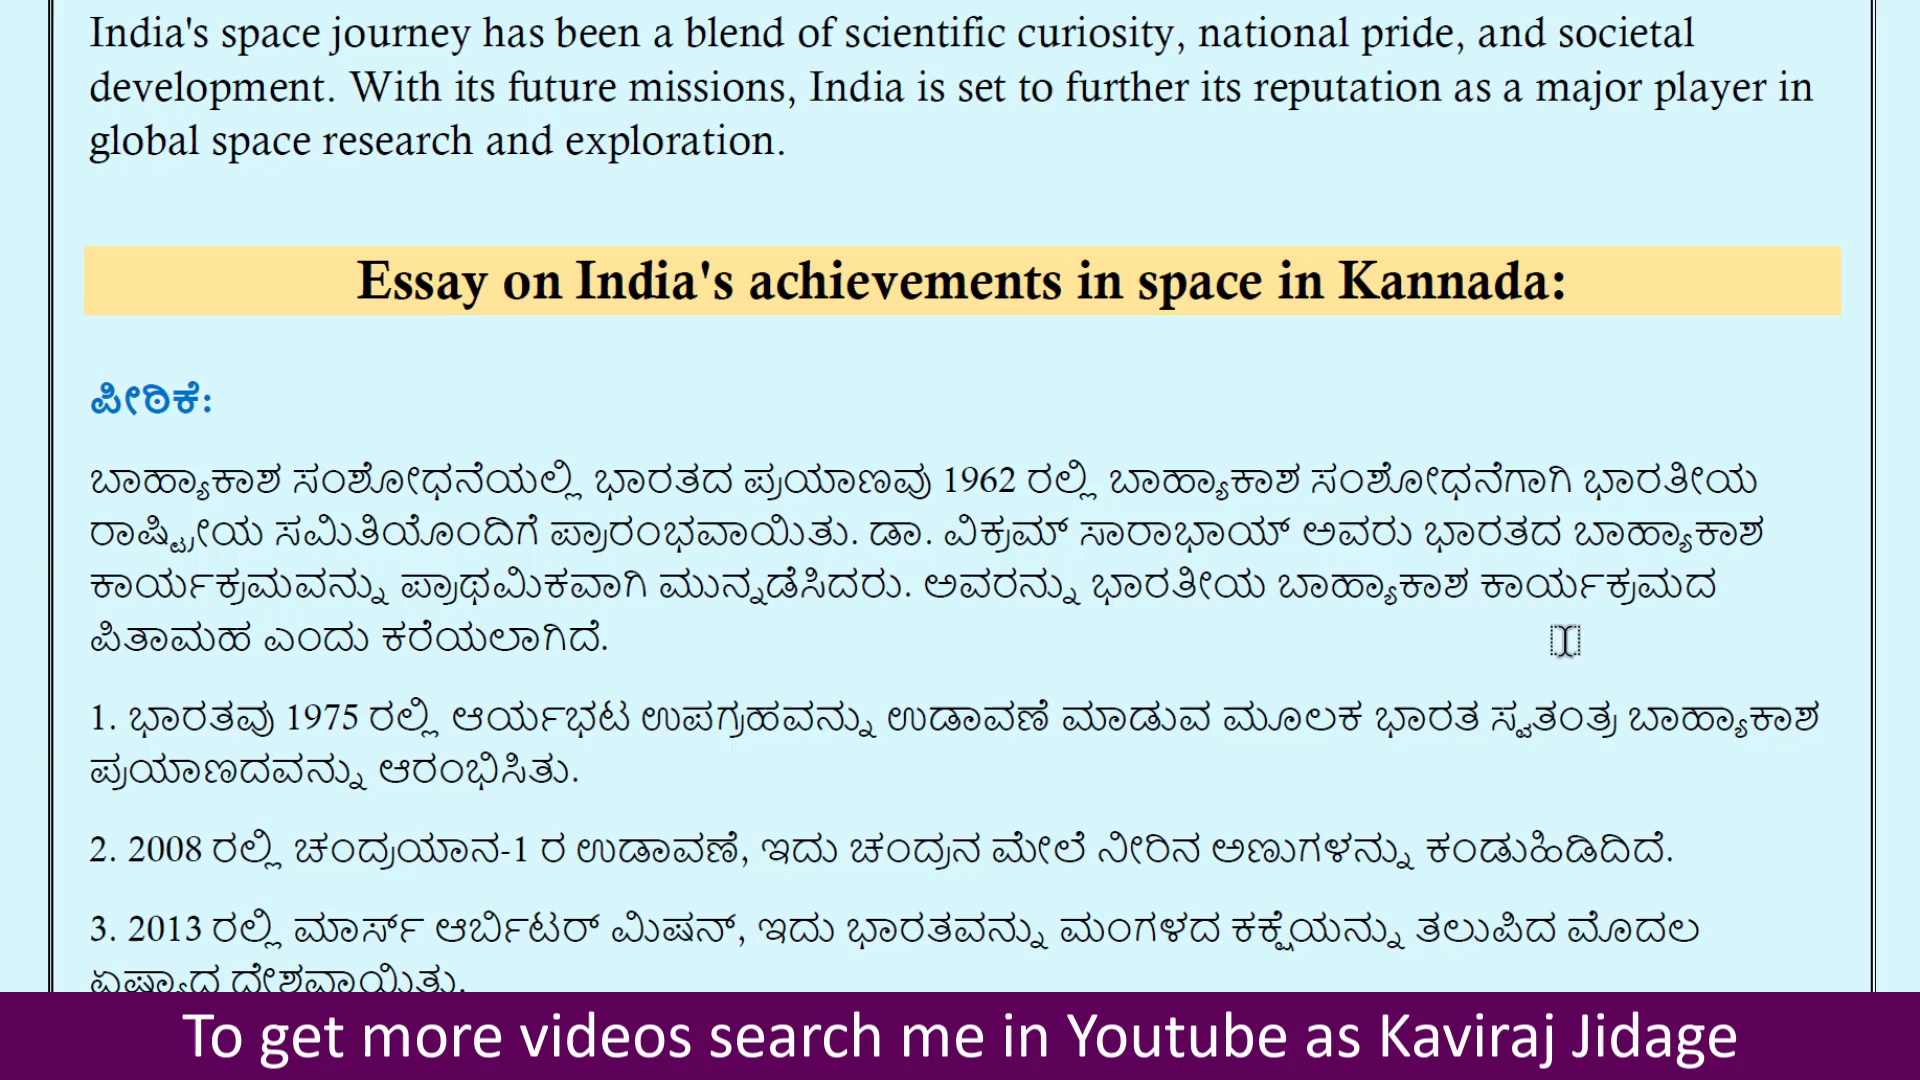 India's space journey has been a blend of scientific curiosity, national pride, and societal
development. With its future missions, India is set to further its reputation as a major player in
global space research and exploration.
Essay on India's achievements in space in Kannada:
ಪೀಠಿಕೆ:
ಬಾಹ್ಯಾಕಾಶ ಸಂಶೋಧನೆಯಲ್ಲಿ ಭಾರತದ ಪ್ರಯಾಣವು 1962 ರಲ್ಲಿ ಬಾಹ್ಯಾಕಾಶ ಸಂಶೋಧನೆಗಾಗಿ ಭಾರತೀಯ
ರಾಷ್ಟ್ರೀಯ ಸಮಿತಿಯೊಂದಿಗೆ ಪ್ರಾರಂಭವಾಯಿತು. ಡಾ. ವಿಕ್ರಮ್ ಸಾರಾಭಾಯ್ ಅವರು ಭಾರತದ ಬಾಹ್ಯಾಕಾಶ
ಕಾರ್ಯಕ್ರಮವನ್ನು ಪ್ರಾಥಮಿಕವಾಗಿ ಮುನ್ನಡೆಸಿದರು. ಅವರನ್ನು ಭಾರತೀಯ ಬಾಹ್ಯಾಕಾಶ ಕಾರ್ಯಕ್ರಮದ
ಪಿತಾಮಹ ಎಂದು ಕರೆಯಲಾಗಿದೆ.
1. ಭಾರತವು 1975 ರಲ್ಲಿ ಆರ್ಯಭಟ ಉಪಗ್ರಹವನ್ನು ಉಡಾವಣೆ ಮಾಡುವ ಮೂಲಕ ಭಾರತ ಸ್ವತಂತ್ರ ಬಾಹ್ಯಾಕಾಶ
ಪ್ರಯಾಣದವನ್ನು ಆರಂಭಿಸಿತು.
2. 2008 ರಲ್ಲಿ ಚಂದ್ರಯಾನ-1 ರ ಉಡಾವಣೆ, ಇದು ಚಂದ್ರನ ಮೇಲೆ ನೀರಿನ ಅಣುಗಳನ್ನು ಕಂಡುಹಿಡಿದಿದೆ.
3. 2013 ರಲ್ಲಿ ಮಾರ್ಸ್ ಆರ್ಬಿಟರ್ ಮಿಷನ್, ಇದು ಭಾರತವನ್ನು ಮಂಗಳದ ಕಕ್ಷೆಯನ್ನು ತಲುಪಿದ ಮೊದಲ
ಏಷ್ಯಾದ ದೇಶವಾಯಿತು.
To get more videos search me in Youtube as Kaviraj Jidage